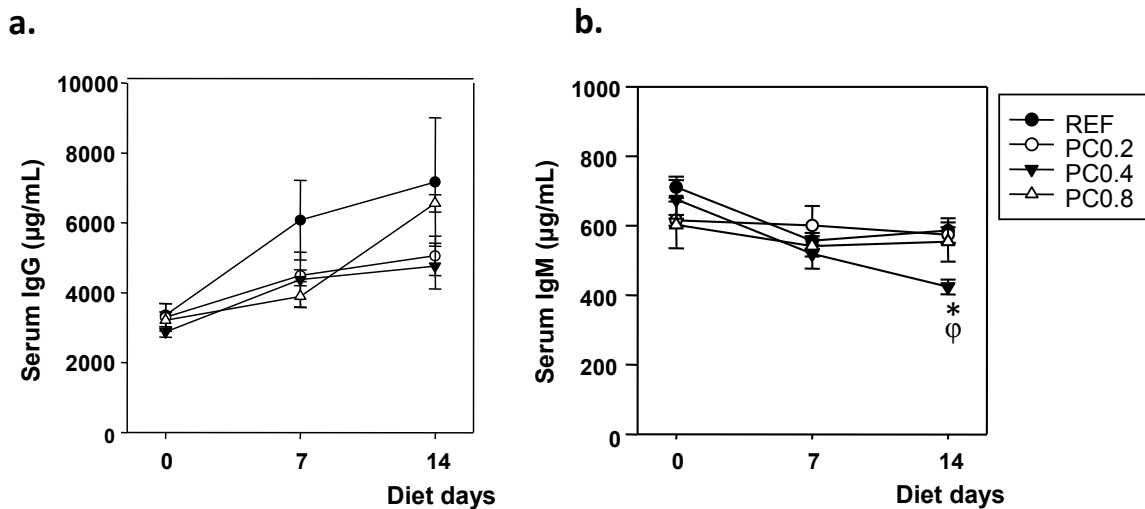 a.
10000
8000
6000
4000
2000
0
Serum IgG (µg/mL)
0 7 14
Diet days
b.
1000
800
600
400
200
0
Serum IgM (µg/mL)
*
φ
0 7 14
Diet days
REF
PC0.2
PC0.4
PC0.8